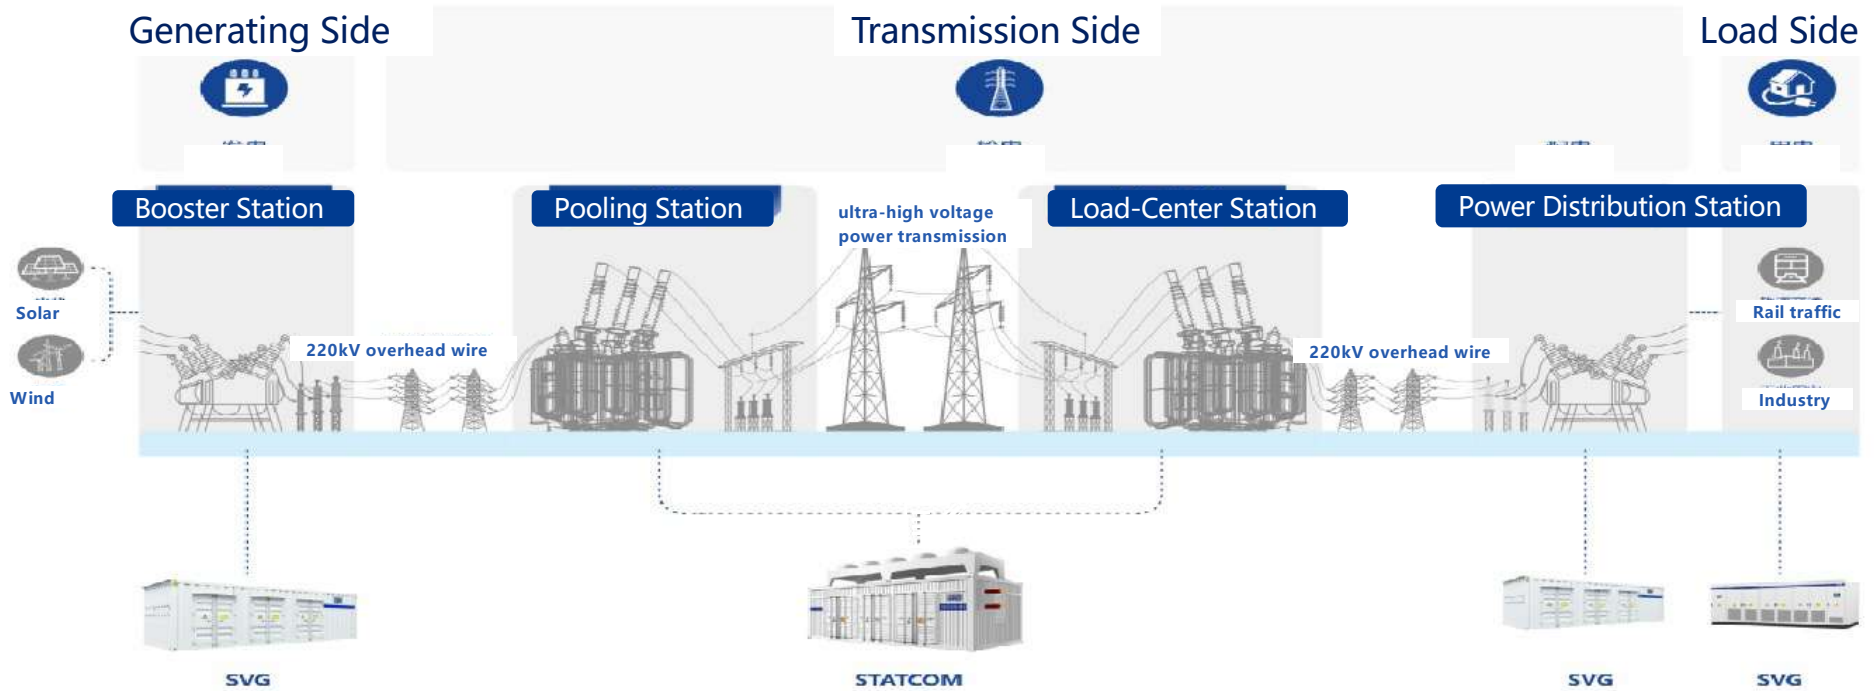 Generating Side
Transmission Side
Load Side
Booster Station
Pooling Station
ultra-high voltage
power transmission
Load-Center Station
Power Distribution Station
Solar
Wind
220kV overhead wire
220kV overhead wire
Rail traffic
Industry
SVG
STATCOM
SVG
SVG